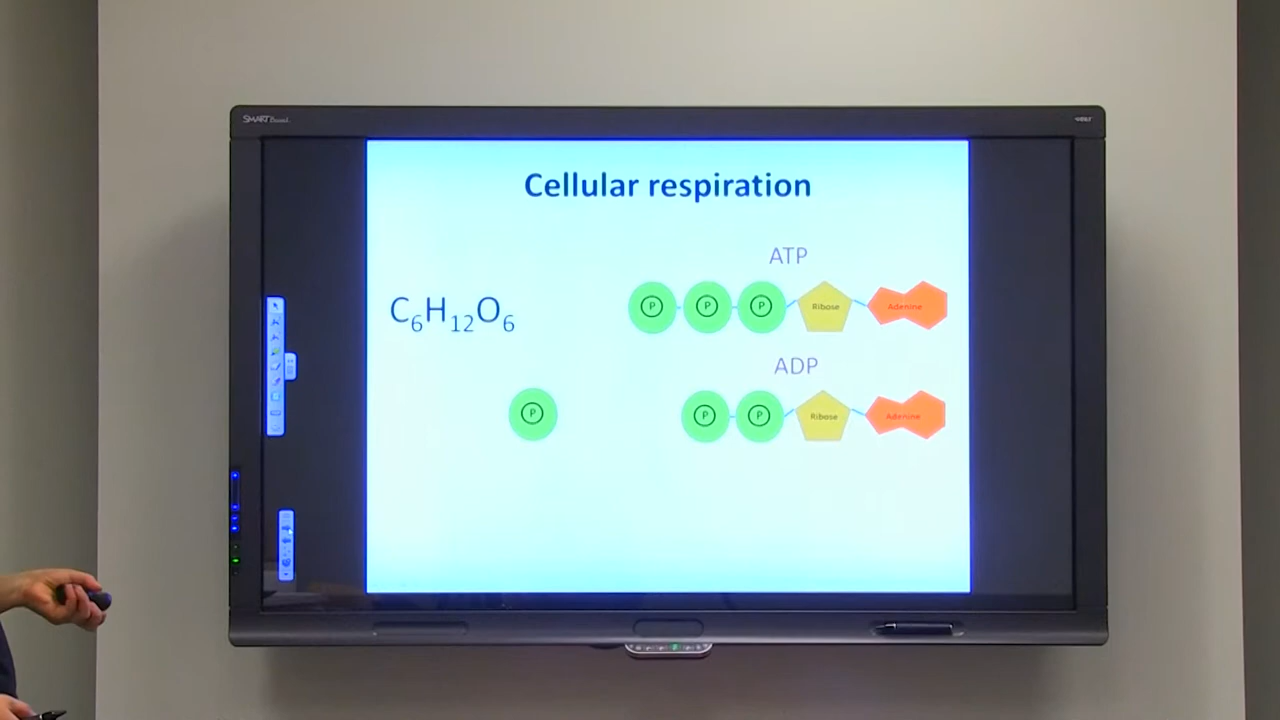 SMART Board
Cellular respiration
ATP
C₆H₁₂O₆
P P P Ribose Adenine
ADP
P
P P Ribose Adenine